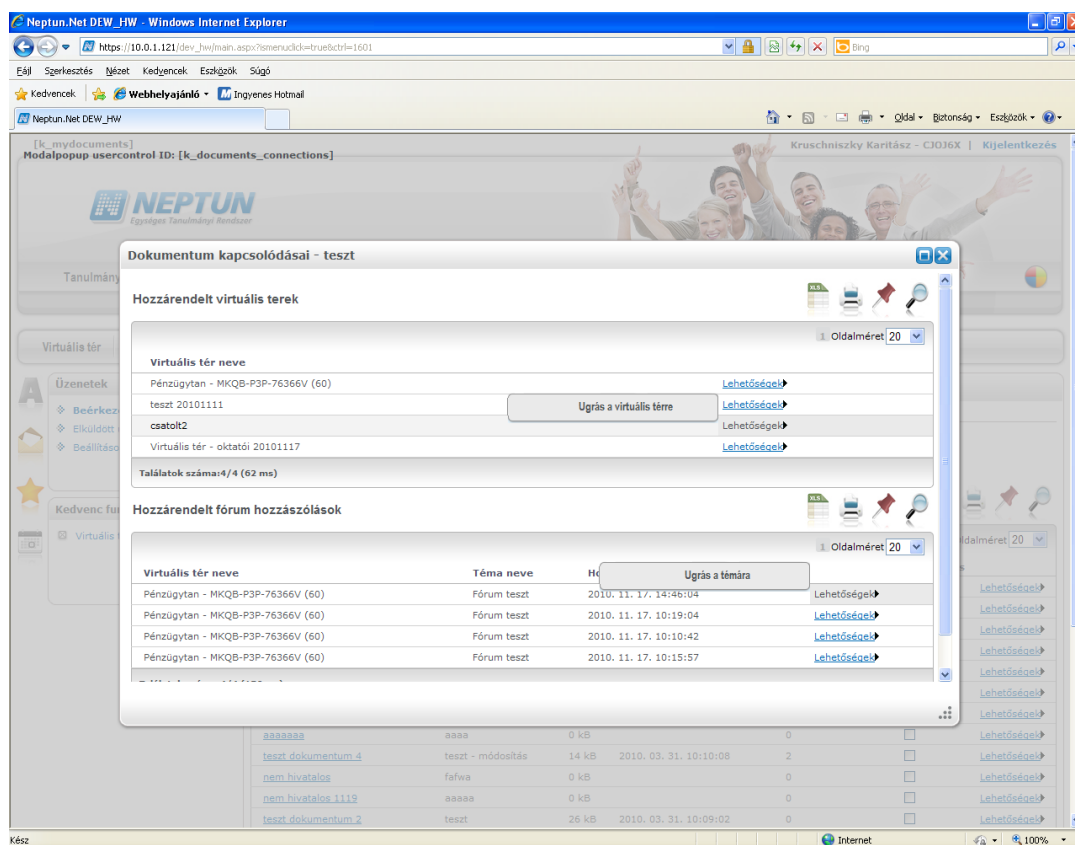 Neptun.Net DEW_HW - Windows Internet Explorer
https://10.0.1.121/dev_hw/main.aspx?ismenuclick=true&ctrl=1601
Bing
Fájl Szerkesztés Nézet Kedvencek Eszközök Súgó
Kedvencek Webhelyajánló Ingyenes Hotmail
Neptun.Net DEW_HW
Oldal Biztonság Eszközök
[k_mydocuments]
Modalpopup usercontrol ID: [k_documents_connections]
Kruschniszky Karitász - CJOJ6X | Kijelentkezés
NEPTUN
Egységes Tanulmányi Rendszer
Tanulmány
Dokumentum kapcsolódásai - teszt
Hozzárendelt virtuális terek
XLS
1 Oldalméret 20
Virtuális tér neve
Pénzügytan - MKQB-P3P-76366V (60) Lehetőségek
teszt 20101111 Lehetőségek
Ugrás a virtuális térre
csatolt2 Lehetőségek
Virtuális tér - oktatói 20101117 Lehetőségek
Találatok száma:4/4 (62 ms)
Hozzárendelt fórum hozzászólások
XLS
1 Oldalméret 20
Virtuális tér neve Téma neve
Ugrás a témára
Pénzügytan - MKQB-P3P-76366V (60) Fórum teszt 2010. 11. 17. 14:46:04 Lehetőségek
Pénzügytan - MKQB-P3P-76366V (60) Fórum teszt 2010. 11. 17. 10:19:04 Lehetőségek
Pénzügytan - MKQB-P3P-76366V (60) Fórum teszt 2010. 11. 17. 10:10:42 Lehetőségek
Pénzügytan - MKQB-P3P-76366V (60) Fórum teszt 2010. 11. 17. 10:15:57 Lehetőségek
Virtuális tér
Üzenetek
Beérkez
Elküldött
Beállításo
Kedvenc fun
Virtuális
ldalméret 20
Lehetőségek
Lehetőségek
Lehetőségek
Lehetőségek
Lehetőségek
Lehetőségek
Lehetőségek
aaaaaaa aaaa 0 kB 0 Lehetőségek
teszt dokumentum 4 teszt - módosítás 14 kB 2010. 03. 31. 10:10:08 2 Lehetőségek
nem hivatalos fafwa 0 kB 0 Lehetőségek
nem hivatalos 1119 aaaaa 0 kB 0 Lehetőségek
teszt dokumentum 2 teszt 26 kB 2010. 03. 31. 10:09:02 0 Lehetőségek
Kész Internet 100%